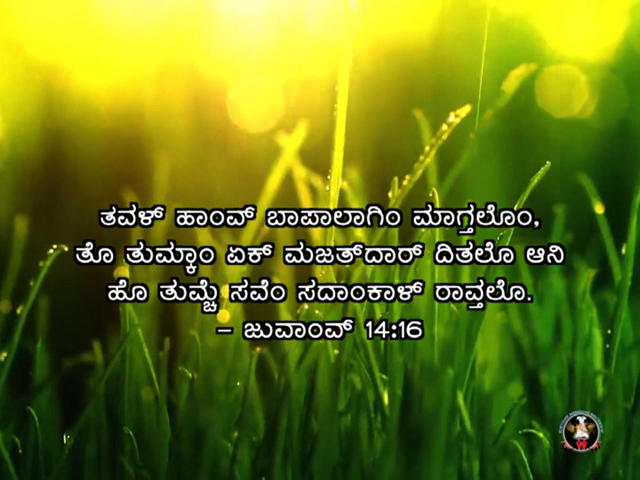 ತವಳ್ ಹಾಂವ್ ಬಾಪಾಲಾಗಿಂ ಮಾಗ್ತಲೊಂ,
ತೊ ತುಮ್ಕಾಂ ಏಕ್ ಮಜತ್‌ದಾರ್ ದಿತಲೊ ಆನಿ
ಹೊ ತುಮ್ಚೆ ಸವೆಂ ಸದಾಂಕಾಳ್ ರಾವ್ತಲೊ.
– ಜುವಾಂವ್ 14:16